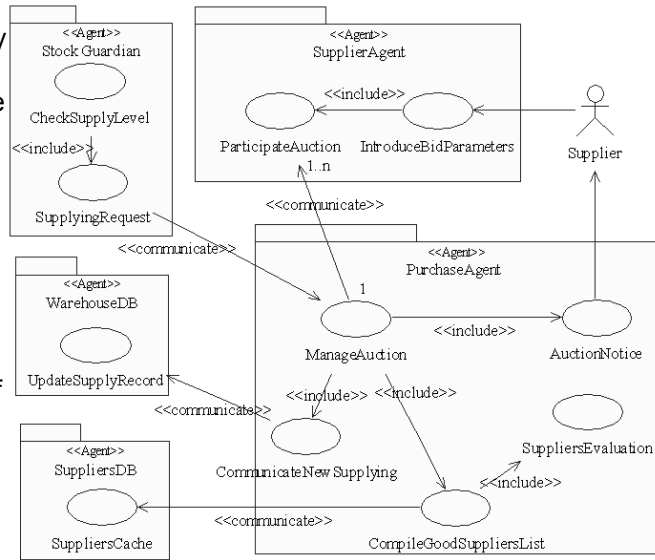 y
e
f
<<Agent>>
Stock Guardian
CheckSupplyLevel
<<include>>
SupplyingRequest
<<Agent>>
SupplierAgent
<<include>>
ParticipateAuction
IntroduceBidParameters
1..n
Supplier
<<communicate>>
<<communicate>>
<<Agent>>
PurchaseAgent
1
ManageAuction
<<include>>
AuctionNotice
<<Agent>>
WarehouseDB
UpdateSupplyRecord
<<communicate>>
<<include>>
<<include>>
CommunicateNewSupplying
SuppliersEvaluation
<<include>>
CompileGoodSuppliersList
<<Agent>>
SuppliersDB
SuppliersCache
<<communicate>>